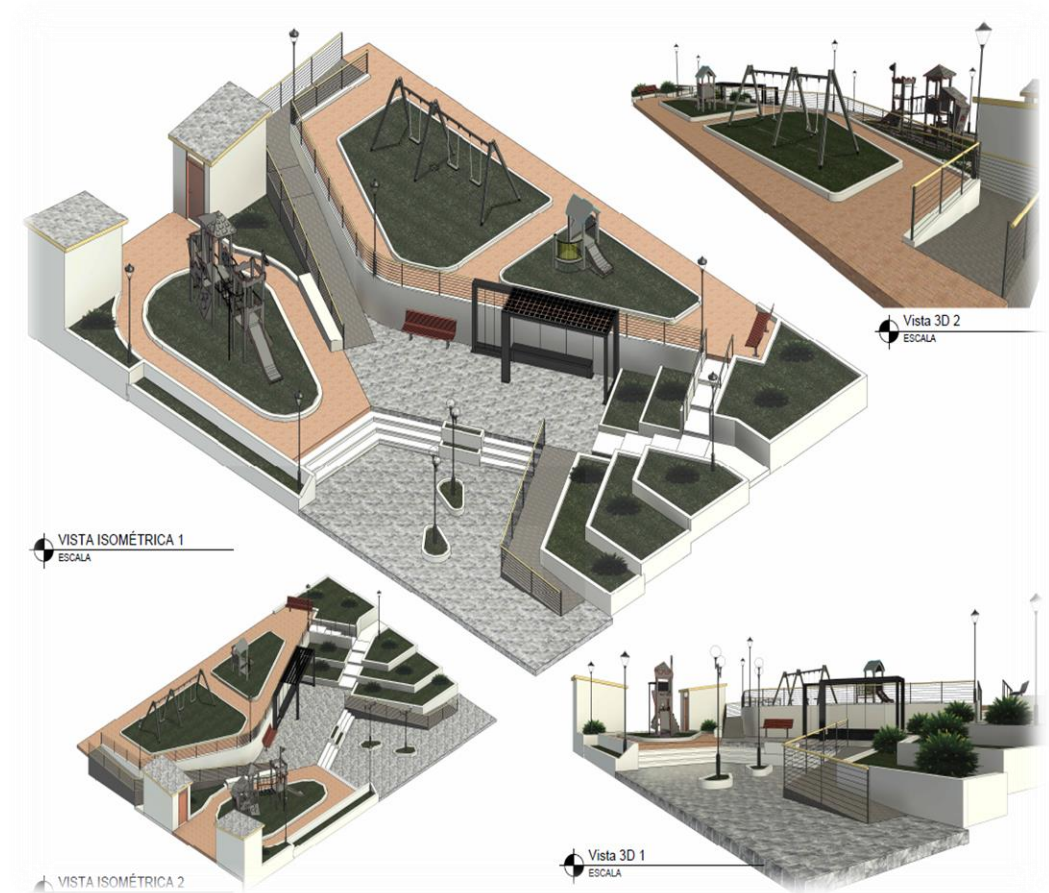 Vista 3D 2
ESCALA
VISTA ISOMÉTRICA 1
ESCALA
Vista 3D 1
ESCALA
VISTA ISOMÉTRICA 2